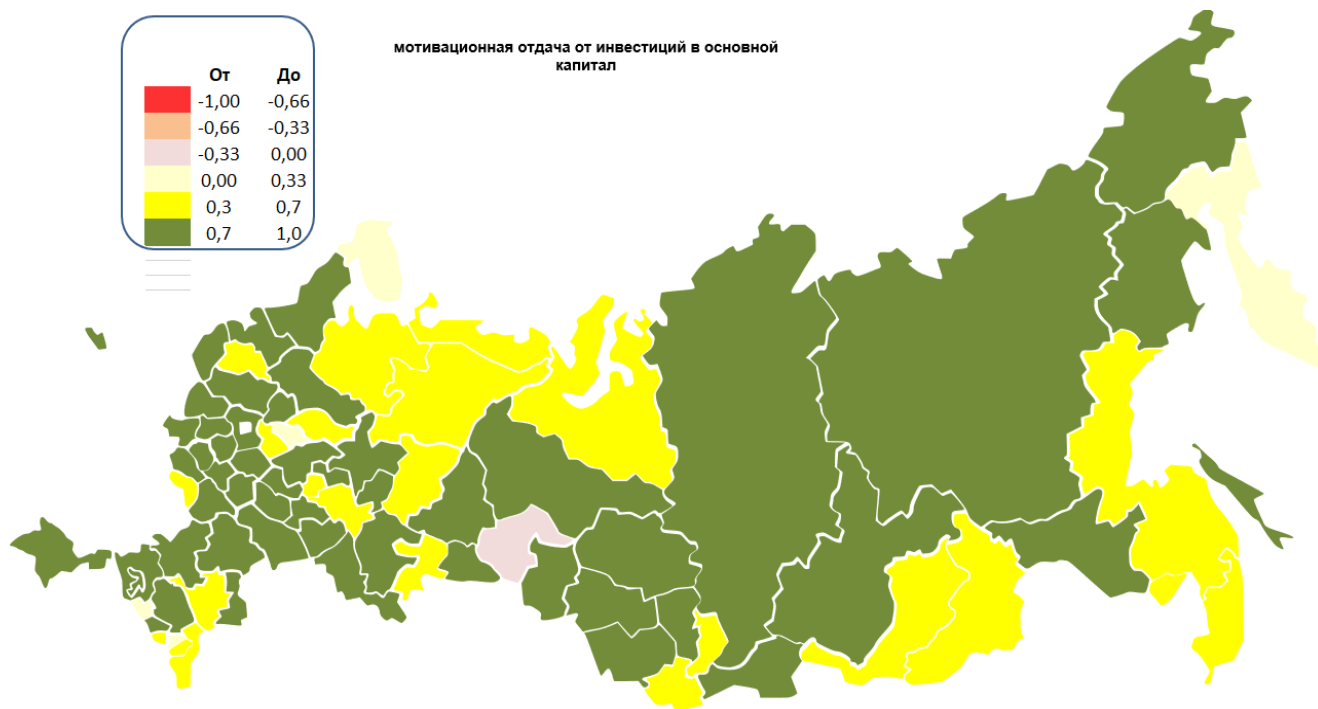 мотивационная отдача от инвестиций в основной
капитал
От До
-1,00 -0,66
-0,66 -0,33
-0,33 0,00
0,00 0,33
0,3 0,7
0,7 1,0